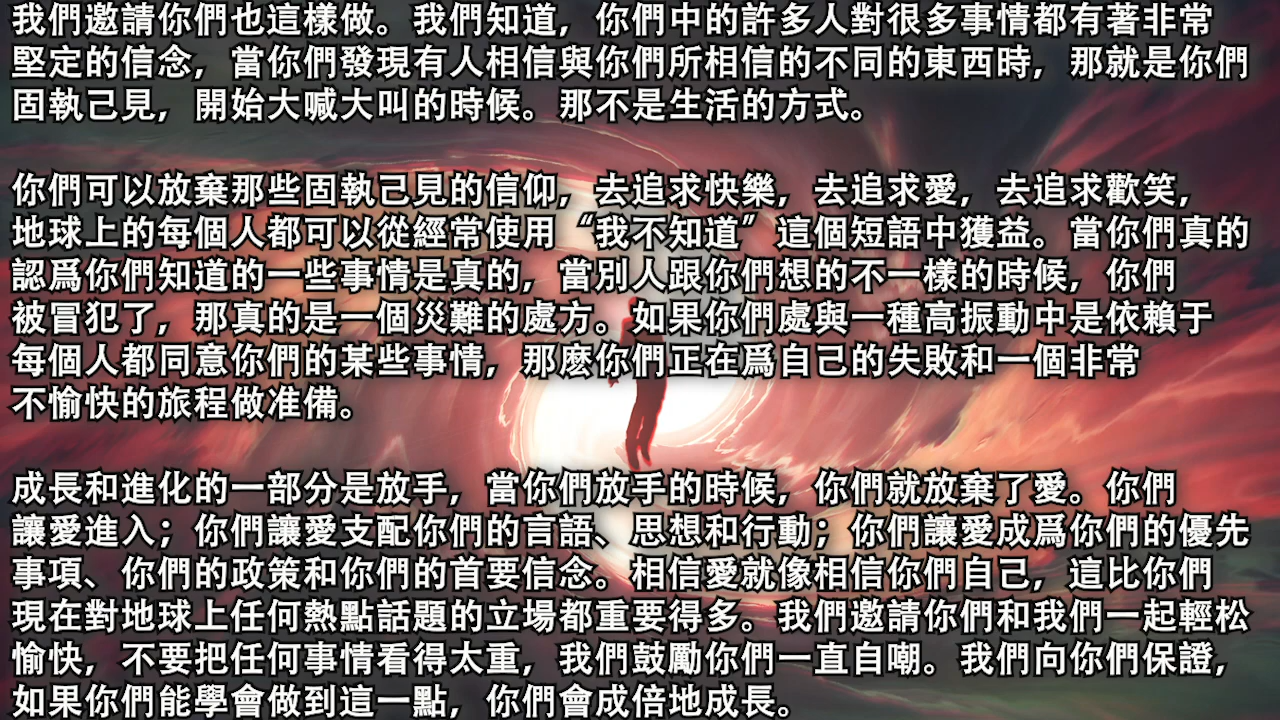 我們邀請你們也這樣做。我們知道，你們中的許多人對很多事情都有著非常
堅定的信念，當你們發現有人相信與你們所相信的不同的東西時，那就是你們
固執己見，開始大喊大叫的時候。那不是生活的方式。
你們可以放棄那些固執己見的信仰，去追求快樂，去追求愛，去追求歡笑，
地球上的每個人都可以從經常使用“我不知道”這個短語中獲益。當你們真的
認爲你們知道的一些事情是真的，當別人跟你們想的不一樣的時候，你們
被冒犯了，那真的是一個災難的處方。如果你們處與一種高振動中是依賴于
每個人都同意你們的某些事情，那麽你們正在爲自己的失敗和一個非常
不愉快的旅程做准備。
成長和進化的一部分是放手，當你們放手的時候，你們就放棄了愛。你們
讓愛進入；你們讓愛支配你們的言語、思想和行動；你們讓愛成爲你們的優先
事項、你們的政策和你們的首要信念。相信愛就像相信你們自己，這比你們
現在對地球上任何熱點話題的立場都重要得多。我們邀請你們和我們一起輕松
愉快，不要把任何事情看得太重，我們鼓勵你們一直自嘲。我們向你們保證，
如果你們能學會做到這一點，你們會成倍地成長。